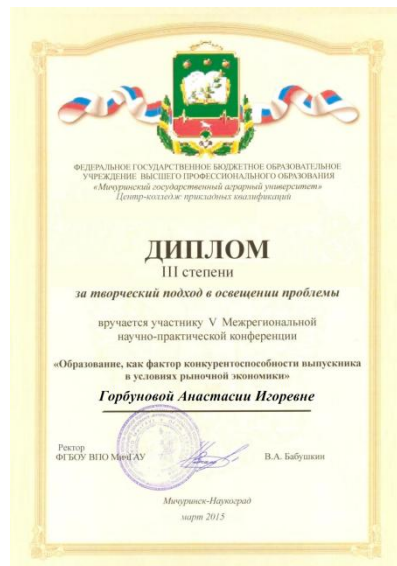 ФЕДЕРАЛЬНОЕ ГОСУДАРСТВЕННОЕ БЮДЖЕТНОЕ ОБРАЗОВАТЕЛЬНОЕ
УЧРЕЖДЕНИЕ ВЫСШЕГО ПРОФЕССИОНАЛЬНОГО ОБРАЗОВАНИЯ
«Мичуринский государственный аграрный университет»
Центр-колледж прикладных квалификаций
ДИПЛОМ
III степени
за творческий подход в освещении проблемы
вручается участнику V Межрегиональной
научно-практической конференции
«Образование, как фактор конкурентоспособности выпускника
в условиях рыночной экономики»
Горбуновой Анастасии Игоревне
Ректор
ФГБОУ ВПО МичГАУ
В.А. Бабушкин
Мичуринск-Наукоград
март 2015